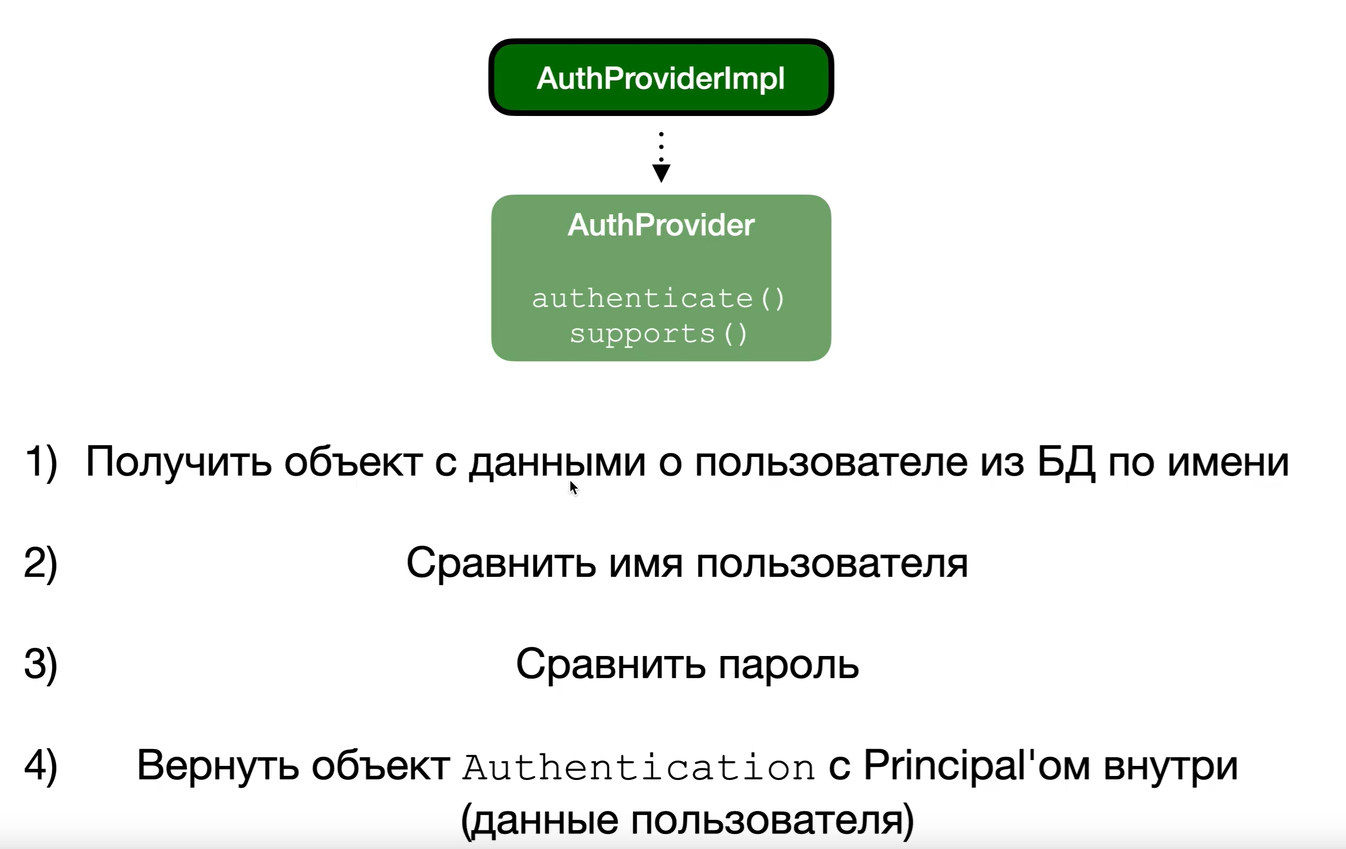 AuthProviderImpl
AuthProvider
authenticate()
supports()
1) Получить объект с данными о пользователе из БД по имени
2) Сравнить имя пользователя
3) Сравнить пароль
4) Вернуть объект Authentication с Principal'ом внутри
(данные пользователя)